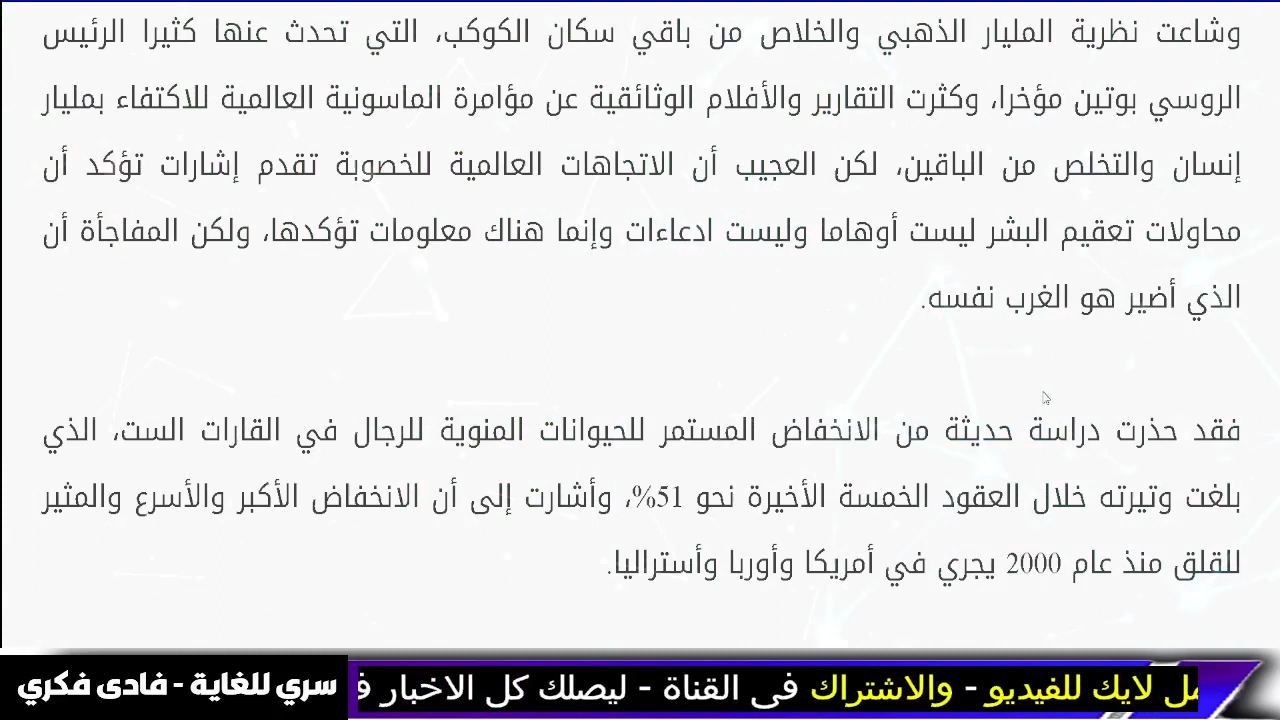 وشاعت نظرية المليار الذهبي والخلاص من باقي سكان الكوكب، التي تحدث عنها كثيرا الرئيس
الروسي بوتين مؤخرا، وكثرت التقارير والأفلام الوثائقية عن مؤامرة الماسونية العالمية للاكتفاء بمليار
إنسان والتخلص من الباقين، لكن العجيب أن الاتجاهات العالمية للخصوبة تقدم إشارات تؤكد أن
محاولات تعقيم البشر ليست أوهاما وليست ادعاءات وإنما هناك معلومات تؤكدها، ولكن المفاجأة أن
الذي أضير هو الغرب نفسه.
فقد حذرت دراسة حديثة من الانخفاض المستمر للحيوانات المنوية للرجال في القارات الست، الذي
بلغت وتيرته خلال العقود الخمسة الأخيرة نحو 51%، وأشارت إلى أن الانخفاض الأكبر والأسرع والمثير
للقلق منذ عام 2000 يجري في أمريكا وأوربا وأستراليا.
لايك للفيديو - والاشتراك فى القناة - ليصلك كل الاخبار
سري للغاية - فادى فكري